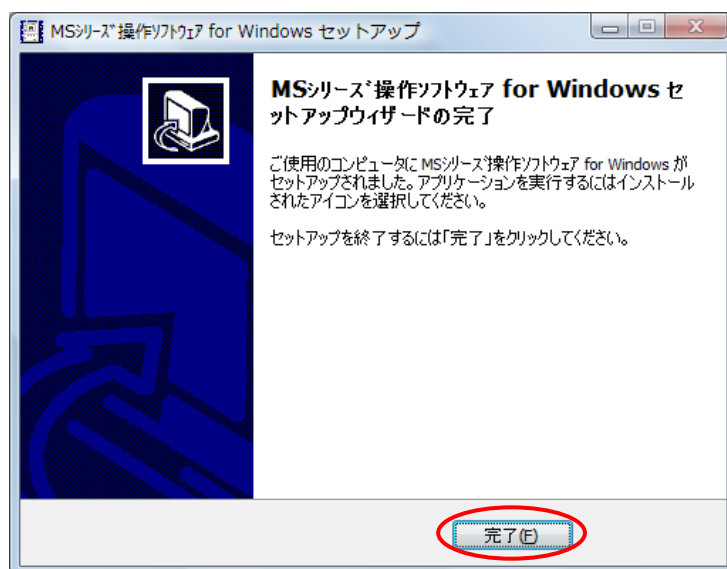 MSｼﾘｰｽﾞ操作ｿﾌﾄｳｪｱ for Windows セットアップ
MSｼﾘｰｽﾞ操作ｿﾌﾄｳｪｱ for Windows セ
ットアップウィザードの完了
ご使用のコンピュータに MSｼﾘｰｽﾞ操作ｿﾌﾄｳｪｱ for Windows が
セットアップされました。アプリケーションを実行するにはインストール
されたアイコンを選択してください。
セットアップを終了するには「完了」をクリックしてください。
完了(F)